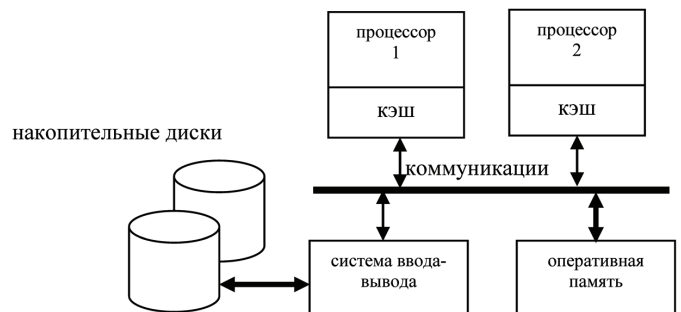 процессор
1
кэш
процессор
2
кэш
накопительные диски
коммуникации
система ввода-
вывода
оперативная
память